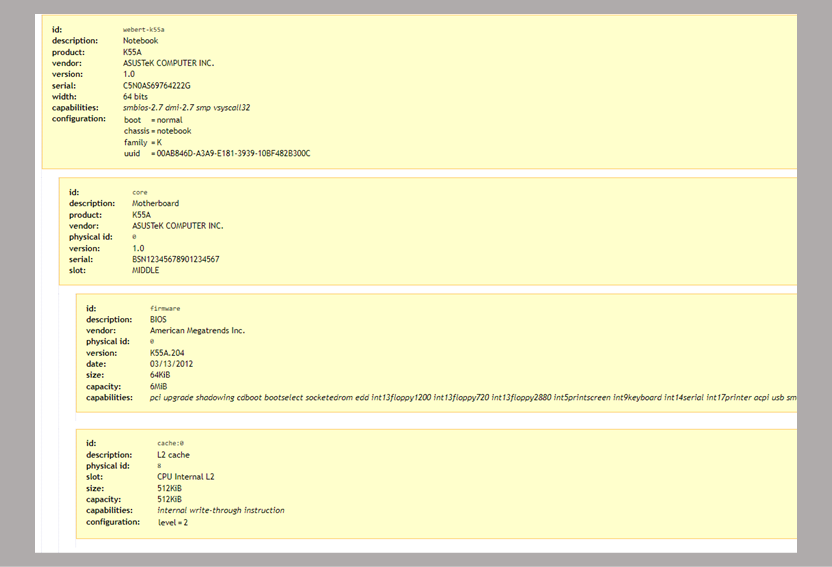 id: webert-k55a
description: Notebook
product: K55A
vendor: ASUSTeK COMPUTER INC.
version: 1.0
serial: C5N0AS69764222G
width: 64 bits
capabilities: smbios-2.7 dmi-2.7 smp vsyscall32
configuration: boot = normal
chassis = notebook
family = K
uuid = 00AB846D-A3A9-E181-3939-10BF482B300C
id: core
description: Motherboard
product: K55A
vendor: ASUSTeK COMPUTER INC.
physical id: 0
version: 1.0
serial: BSN12345678901234567
slot: MIDDLE
id: firmware
description: BIOS
vendor: American Megatrends Inc.
physical id: 0
version: K55A.204
date: 03/13/2012
size: 64KiB
capacity: 6MiB
capabilities: pci upgrade shadowing cdboot bootselect socketedrom edd int13floppy1200 int13floppy720 int13floppy2880 int5printscreen int9keyboard int14serial int17printer acpi usb sm
id: cache:0
description: L2 cache
physical id: 8
slot: CPU Internal L2
size: 512KiB
capacity: 512KiB
capabilities: internal write-through instruction
configuration: level = 2